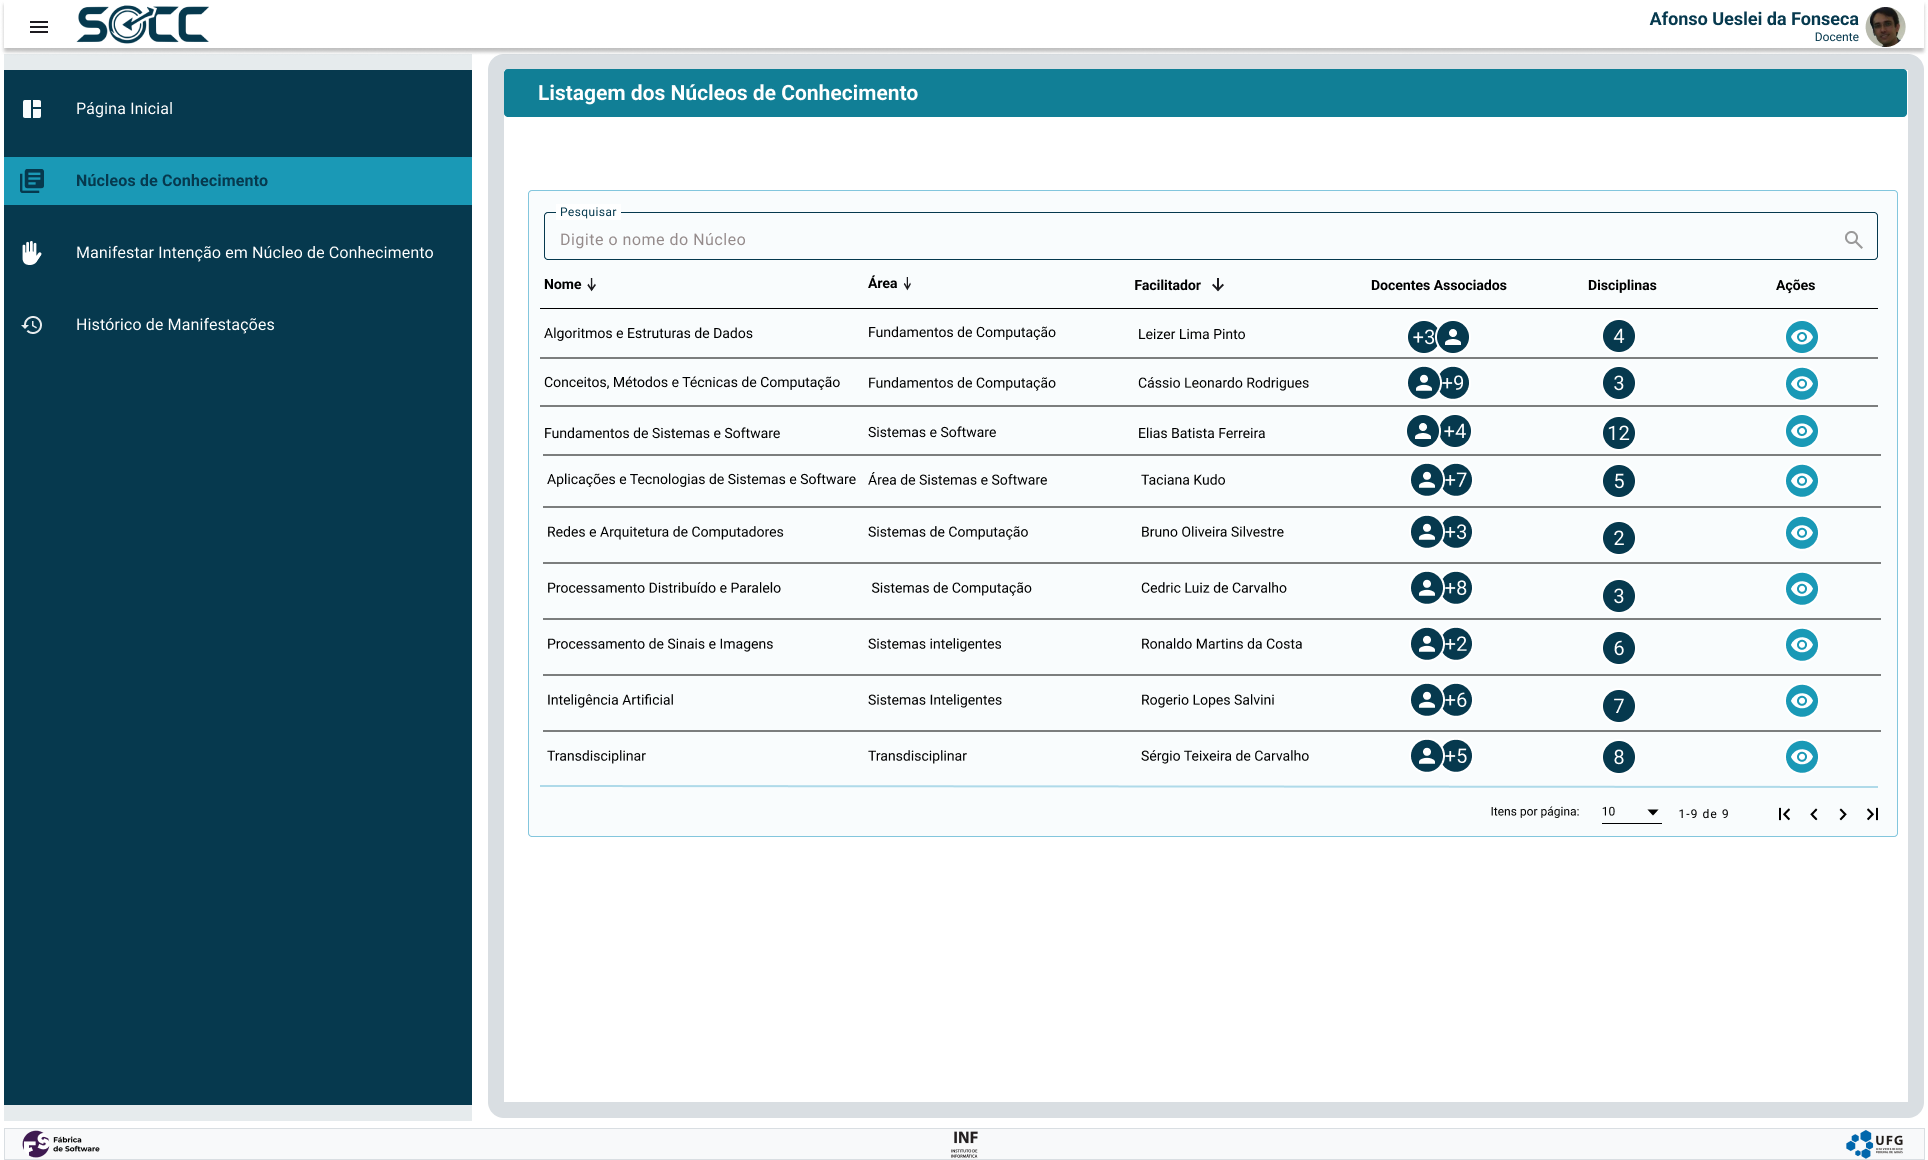 SOCC
Afonso Ueslei da Fonseca
Docente
Página Inicial
Núcleos de Conhecimento
Manifestar Intenção em Núcleo de Conhecimento
Histórico de Manifestações
Listagem dos Núcleos de Conhecimento
Pesquisar
Digite o nome do Núcleo
Nome Área Facilitador Docentes Associados Disciplinas Ações
Algoritmos e Estruturas de Dados Fundamentos de Computação Leizer Lima Pinto +3 4
Conceitos, Métodos e Técnicas de Computação Fundamentos de Computação Cássio Leonardo Rodrigues +9 3
Fundamentos de Sistemas e Software Sistemas e Software Elias Batista Ferreira +4 12
Aplicações e Tecnologias de Sistemas e Software Área de Sistemas e Software Taciana Kudo +7 5
Redes e Arquitetura de Computadores Sistemas de Computação Bruno Oliveira Silvestre +3 2
Processamento Distribuído e Paralelo Sistemas de Computação Cedric Luiz de Carvalho +8 3
Processamento de Sinais e Imagens Sistemas inteligentes Ronaldo Martins da Costa +2 6
Inteligência Artificial Sistemas Inteligentes Rogerio Lopes Salvini +6 7
Transdisciplinar Transdisciplinar Sérgio Teixeira de Carvalho +5 8
Itens por página: 10 1-9 de 9
Fábrica
de Software
INF
INSTITUTO DE
INFORMÁTICA
UFG